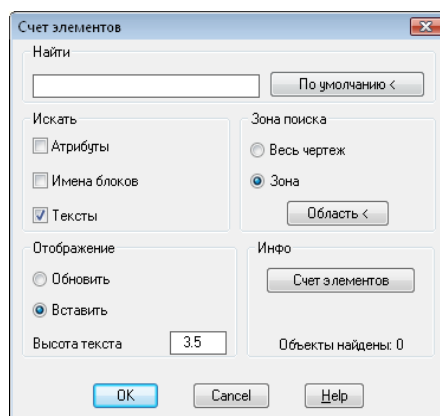 Счет элементов
Найти
По умолчанию <
Искать
Атрибуты
Имена блоков
Тексты
Зона поиска
Весь чертеж
Зона
Область <
Отображение
Обновить
Вставить
Высота текста 3.5
Инфо
Счет элементов
Объекты найдены: 0
OK Cancel Help